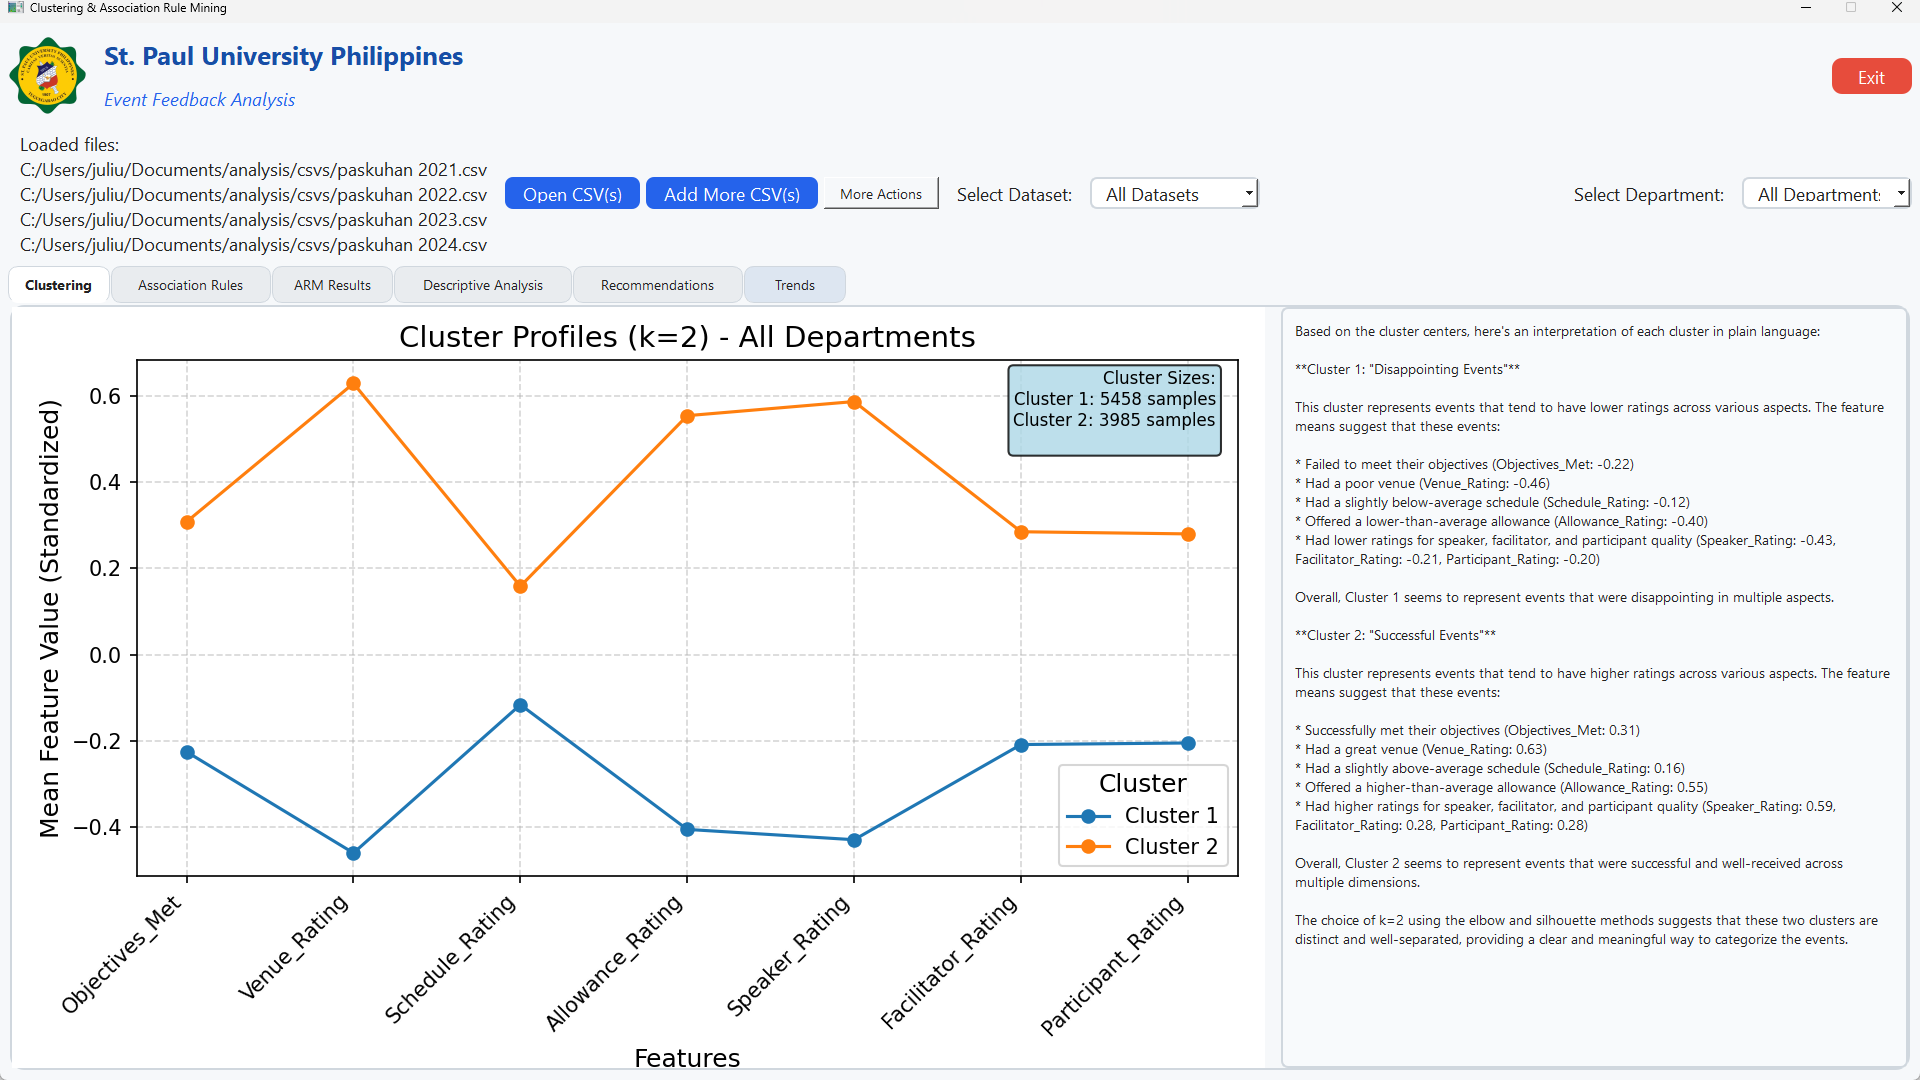 Clustering & Association Rule Mining
St. Paul University Philippines
Event Feedback Analysis
Exit
Loaded files:
C:/Users/juliu/Documents/analysis/csvs/paskuhan 2021.csv
C:/Users/juliu/Documents/analysis/csvs/paskuhan 2022.csv
C:/Users/juliu/Documents/analysis/csvs/paskuhan 2023.csv
C:/Users/juliu/Documents/analysis/csvs/paskuhan 2024.csv
Open CSV(s)
Add More CSV(s)
More Actions
Select Dataset:
All Datasets
Select Department:
All Department
Clustering
Association Rules
ARM Results
Descriptive Analysis
Recommendations
Trends
Cluster Profiles (k=2) - All Departments
Mean Feature Value (Standardized)
0.6
0.4
0.2
0.0
−0.2
−0.4
Cluster Sizes:
Cluster 1: 5458 samples
Cluster 2: 3985 samples
Cluster
Cluster 1
Cluster 2
Objectives_Met
Venue_Rating
Schedule_Rating
Allowance_Rating
Speaker_Rating
Facilitator_Rating
Participant_Rating
Features
Based on the cluster centers, here's an interpretation of each cluster in plain language:
**Cluster 1: "Disappointing Events"**
This cluster represents events that tend to have lower ratings across various aspects. The feature
means suggest that these events:
* Failed to meet their objectives (Objectives_Met: -0.22)
* Had a poor venue (Venue_Rating: -0.46)
* Had a slightly below-average schedule (Schedule_Rating: -0.12)
* Offered a lower-than-average allowance (Allowance_Rating: -0.40)
* Had lower ratings for speaker, facilitator, and participant quality (Speaker_Rating: -0.43,
Facilitator_Rating: -0.21, Participant_Rating: -0.20)
Overall, Cluster 1 seems to represent events that were disappointing in multiple aspects.
**Cluster 2: "Successful Events"**
This cluster represents events that tend to have higher ratings across various aspects. The feature
means suggest that these events:
* Successfully met their objectives (Objectives_Met: 0.31)
* Had a great venue (Venue_Rating: 0.63)
* Had a slightly above-average schedule (Schedule_Rating: 0.16)
* Offered a higher-than-average allowance (Allowance_Rating: 0.55)
* Had higher ratings for speaker, facilitator, and participant quality (Speaker_Rating: 0.59,
Facilitator_Rating: 0.28, Participant_Rating: 0.28)
Overall, Cluster 2 seems to represent events that were successful and well-received across
multiple dimensions.
The choice of k=2 using the elbow and silhouette methods suggests that these two clusters are
distinct and well-separated, providing a clear and meaningful way to categorize the events.